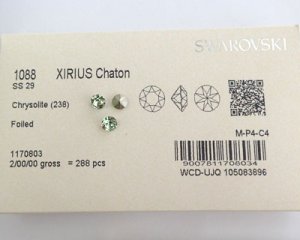 SWAROVSKI
1088 XIRIUS Chaton
SS 29
Chrysolite (238)
Foiled
M-P4-C4
1170803
9007811708034
2/00/00 gross = 288 pcs
WCD-UJQ 105083896